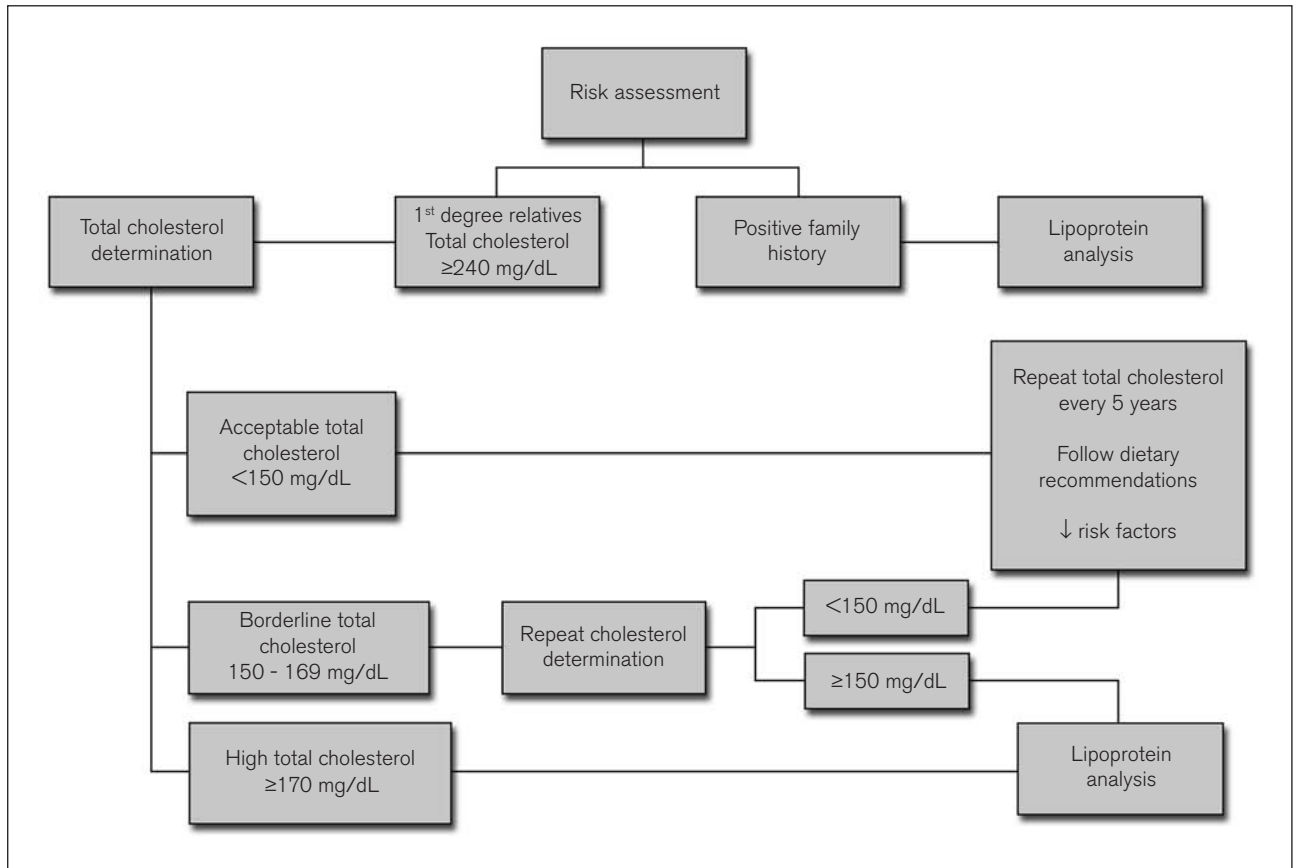 Risk assessment
Total cholesterol
determination
1st degree relatives
Total cholesterol
≥240 mg/dL
Positive family
history
Lipoprotein
analysis
Acceptable total
cholesterol
<150 mg/dL
Repeat total cholesterol
every 5 years
Follow dietary
recommendations
↓ risk factors
Borderline total
cholesterol
150 - 169 mg/dL
Repeat cholesterol
determination
<150 mg/dL
≥150 mg/dL
High total cholesterol
≥170 mg/dL
Lipoprotein
analysis